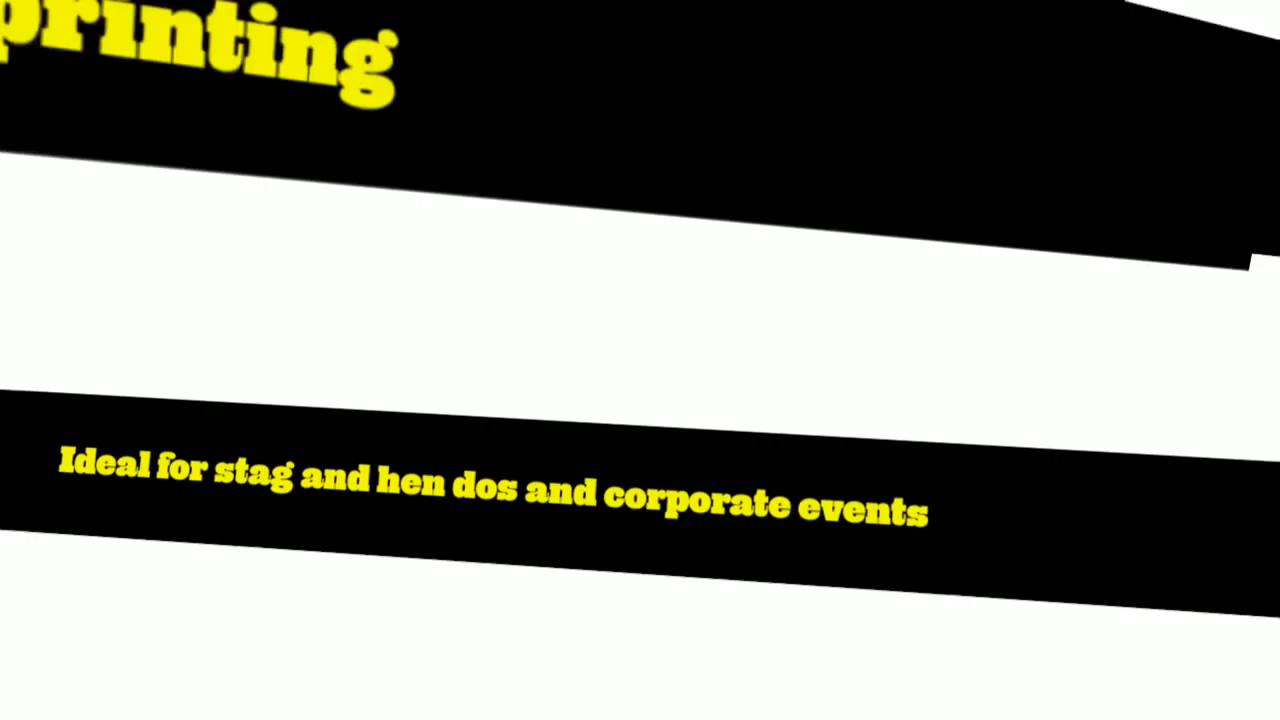 printing
Ideal for stag and hen dos and corporate events